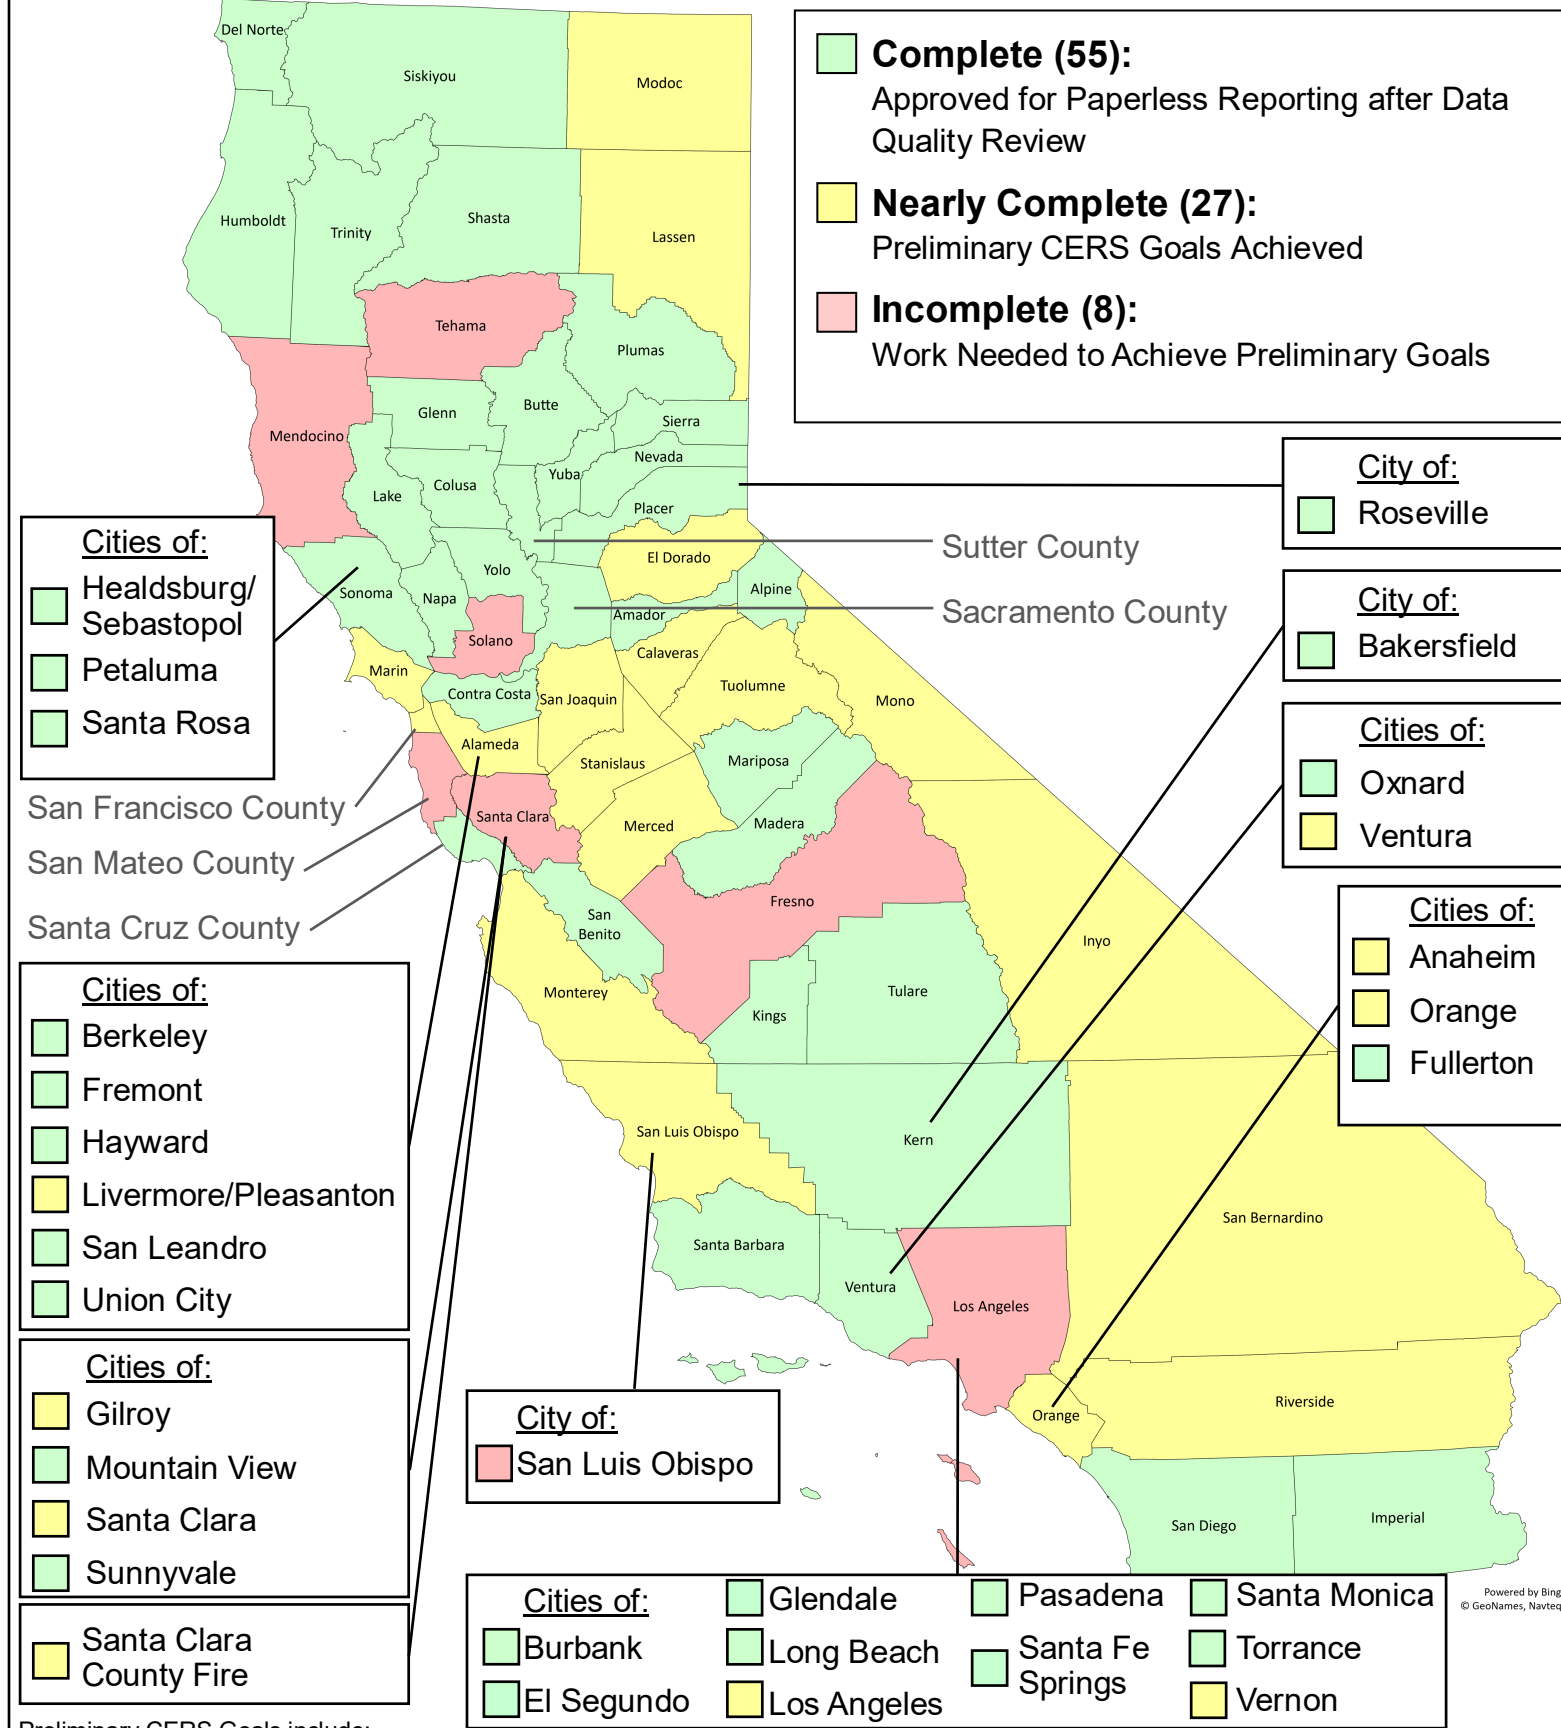 Complete (55):
Approved for Paperless Reporting after Data
Quality Review
Nearly Complete (27):
Preliminary CERS Goals Achieved
Incomplete (8):
Work Needed to Achieve Preliminary Goals
Del Norte
Siskiyou
Modoc
Humboldt
Trinity
Shasta
Lassen
Tehama
Plumas
Mendocino
Glenn
Butte
Sierra
Nevada
Yuba
Lake
Colusa
Placer
El Dorado
Sonoma
Napa
Yolo
Alpine
Amador
Solano
Calaveras
Marin
Contra Costa
San Joaquin
Tuolumne
Mono
Alameda
Stanislaus
Mariposa
Santa Clara
Merced
Madera
Fresno
San
Benito
Inyo
Monterey
Kings
Tulare
San Luis Obispo
Kern
San Bernardino
Santa Barbara
Ventura
Los Angeles
Orange
Riverside
San Diego
Imperial
Sutter County
Sacramento County
San Francisco County
San Mateo County
Santa Cruz County
City of:
Roseville
City of:
Bakersfield
Cities of:
Oxnard
Ventura
Cities of:
Anaheim
Orange
Fullerton
Cities of:
Healdsburg/
Sebastopol
Petaluma
Santa Rosa
Cities of:
Berkeley
Fremont
Hayward
Livermore/Pleasanton
San Leandro
Union City
Cities of:
Gilroy
Mountain View
Santa Clara
Sunnyvale
Santa Clara
County Fire
City of:
San Luis Obispo
Cities of:
Burbank
El Segundo
Glendale
Long Beach
Los Angeles
Pasadena
Santa Fe
Springs
Santa Monica
Torrance
Vernon
Powered by Bing
© GeoNames, Navteq
Preliminary CERS Goals include: